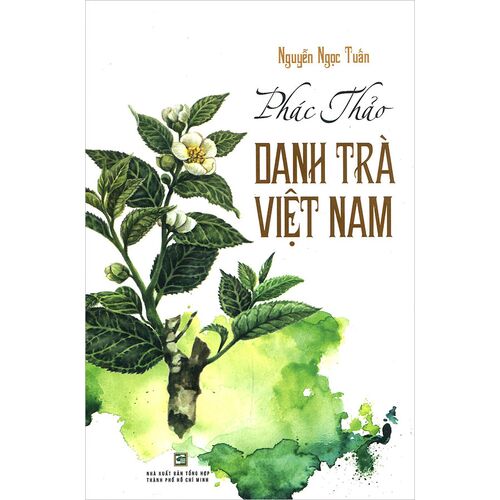 Nguyễn Ngọc Tuấn
Phác Thảo
DANH TRÀ
VIỆT NAM
NHÀ XUẤT BẢN TỔNG HỢP
THÀNH PHỐ HỒ CHÍ MINH